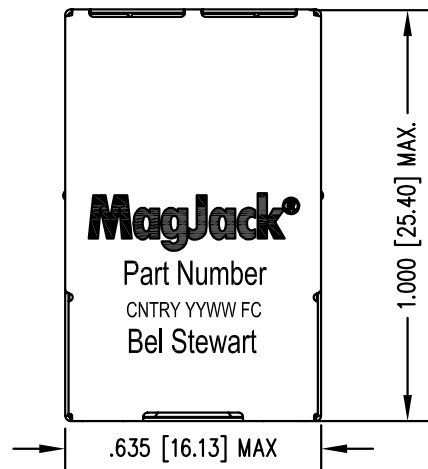 MagJack®
Part Number
CNTRY YYWW FC
Bel Stewart
1.000 [25.40] MAX.
.635 [16.13] MAX